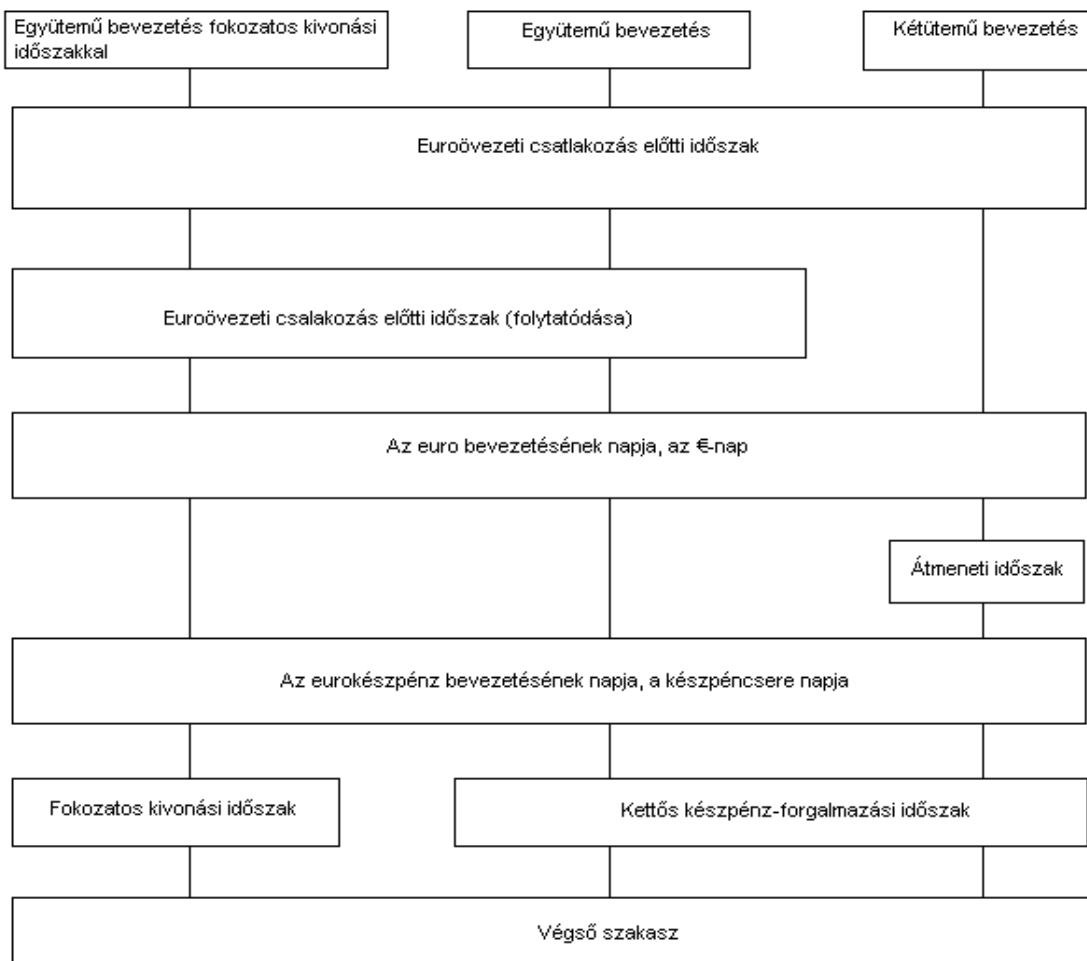 Együtemű bevezetés fokozatos kivonási
időszakkal
Együtemű bevezetés
Kétütemű bevezetés
Euroövezeti csatlakozás előtti időszak
Euroövezeti csalakozás előtti időszak (folytatódása)
Az euro bevezetésének napja, az €-nap
Átmeneti időszak
Az eurokészpénz bevezetésének napja, a készpéncsere napja
Fokozatos kivonási időszak
Kettős készpénz-forgalmazási időszak
Végső szakasz